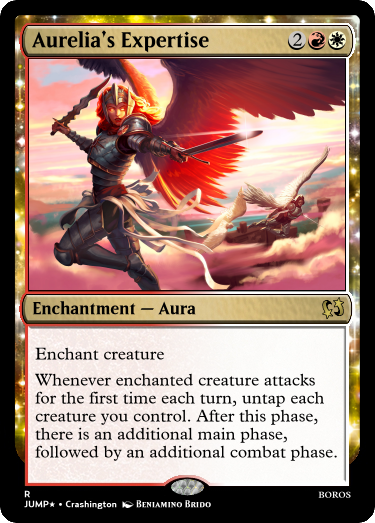 Aurelia's Expertise 2
Enchantment — Aura
Enchant creature
Whenever enchanted creature attacks
for the first time each turn, untap each
creature you control. After this phase,
there is an additional main phase,
followed by an additional combat phase.
R BOROS
JUMP★ • Crashington Beniamino Brido